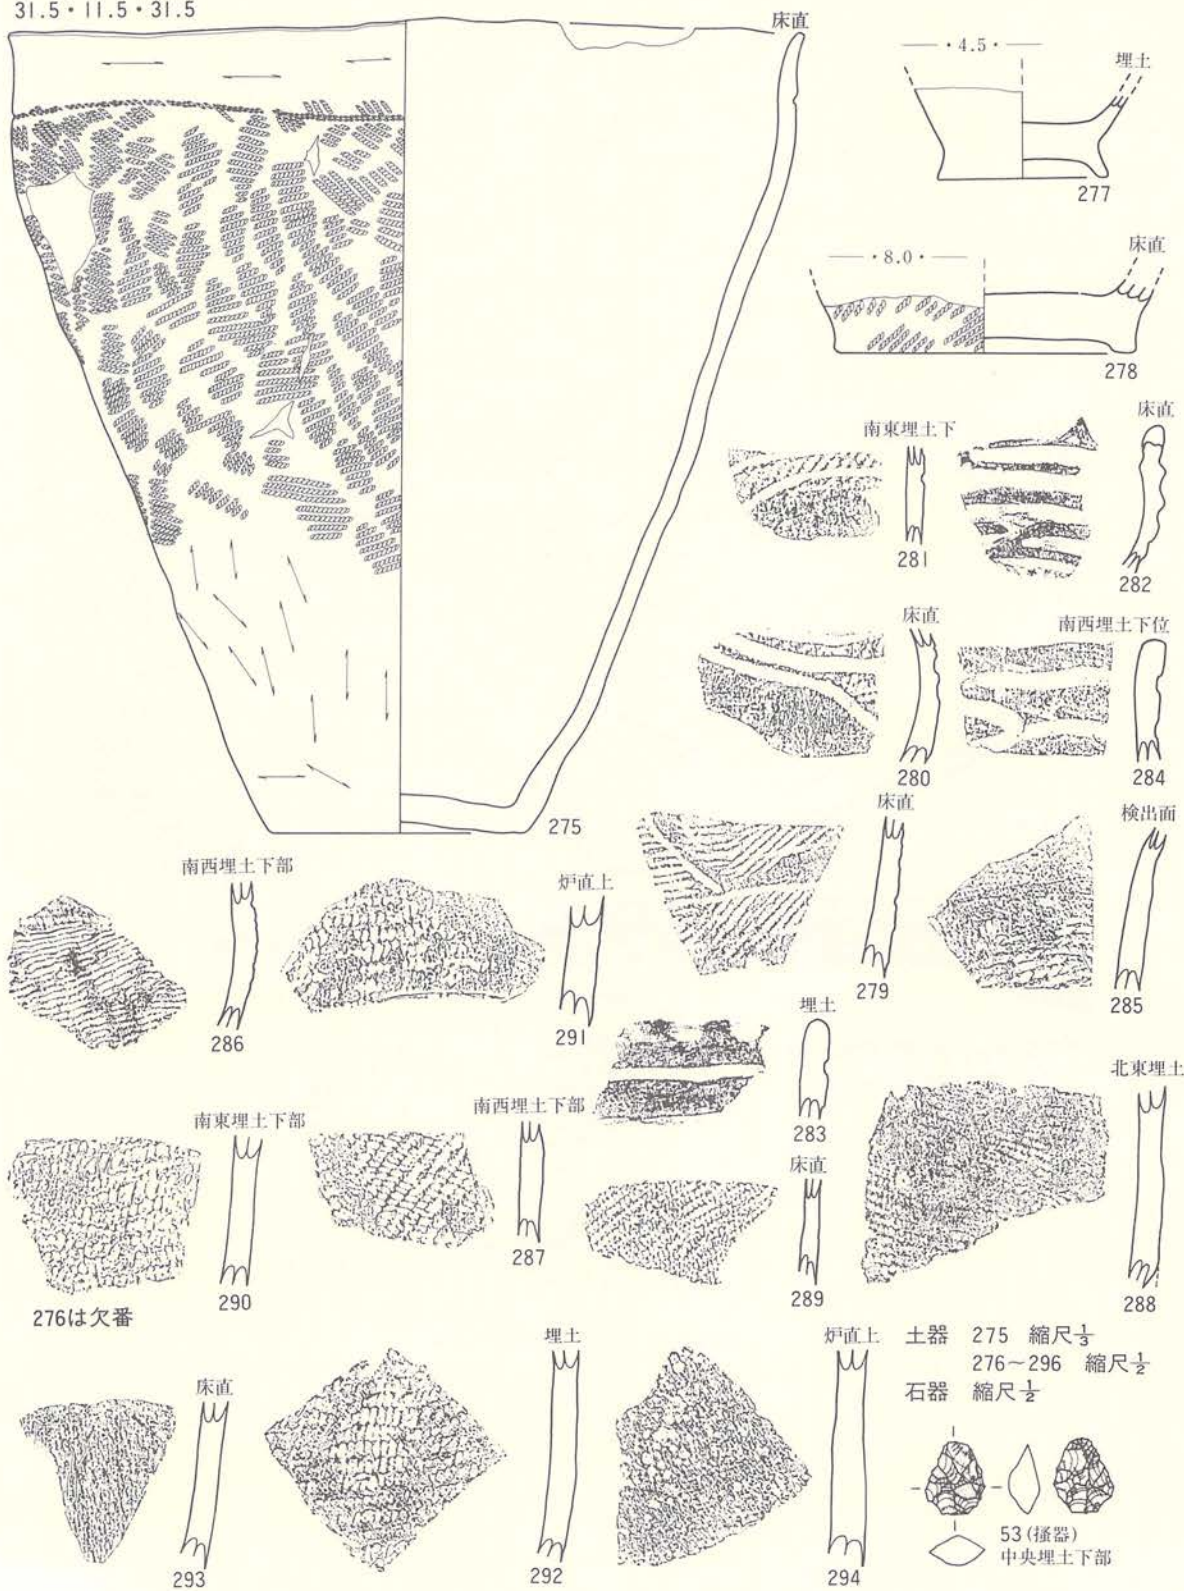 31.5・11.5・31.5
床直
275
・4.5・
埋土
277
・8.0・
床直
278
南東埋土下
281
床直
282
床直
280
南西埋土下位
284
床直
279
検出面
285
南西埋土下部
286
炉直上
291
埋土
283
北東埋土
288
南東埋土下部
290
南西埋土下部
287
床直
289
276は欠番
床直
293
埋土
292
炉直上
294
土器 275 縮尺1/3
276～296 縮尺1/2
石器 縮尺1/2
53(掻器)
中央埋土下部